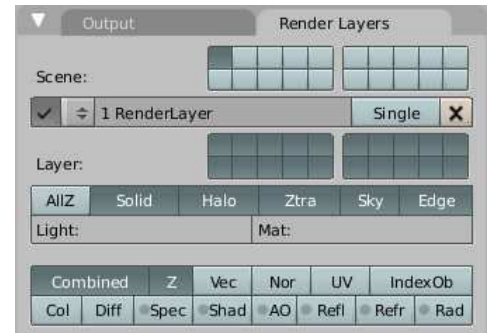 Output Render Layers
Scene:
1 RenderLayer Single X
Layer:
AllZ Solid Halo Ztra Sky Edge
Light: Mat:
Combined Z Vec Nor UV IndexOb
Col Diff Spec Shad AO Refl Refr Rad